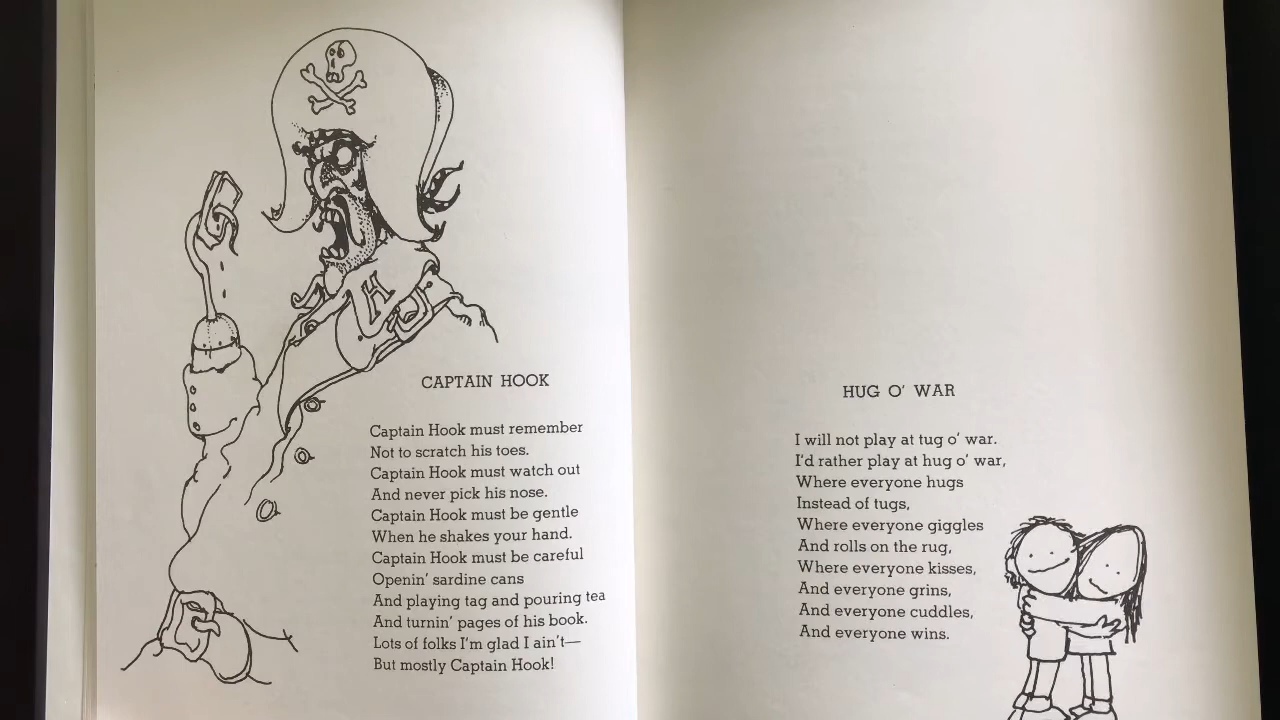 CAPTAIN HOOK
Captain Hook must remember
Not to scratch his toes.
Captain Hook must watch out
And never pick his nose.
Captain Hook must be gentle
When he shakes your hand.
Captain Hook must be careful
Openin’ sardine cans
And playing tag and pouring tea
And turnin’ pages of his book.
Lots of folks I’m glad I ain’t—
But mostly Captain Hook!
HUG O’ WAR
I will not play at tug o’ war.
I’d rather play at hug o’ war,
Where everyone hugs
Instead of tugs,
Where everyone giggles
And rolls on the rug,
Where everyone kisses,
And everyone grins,
And everyone cuddles,
And everyone wins.